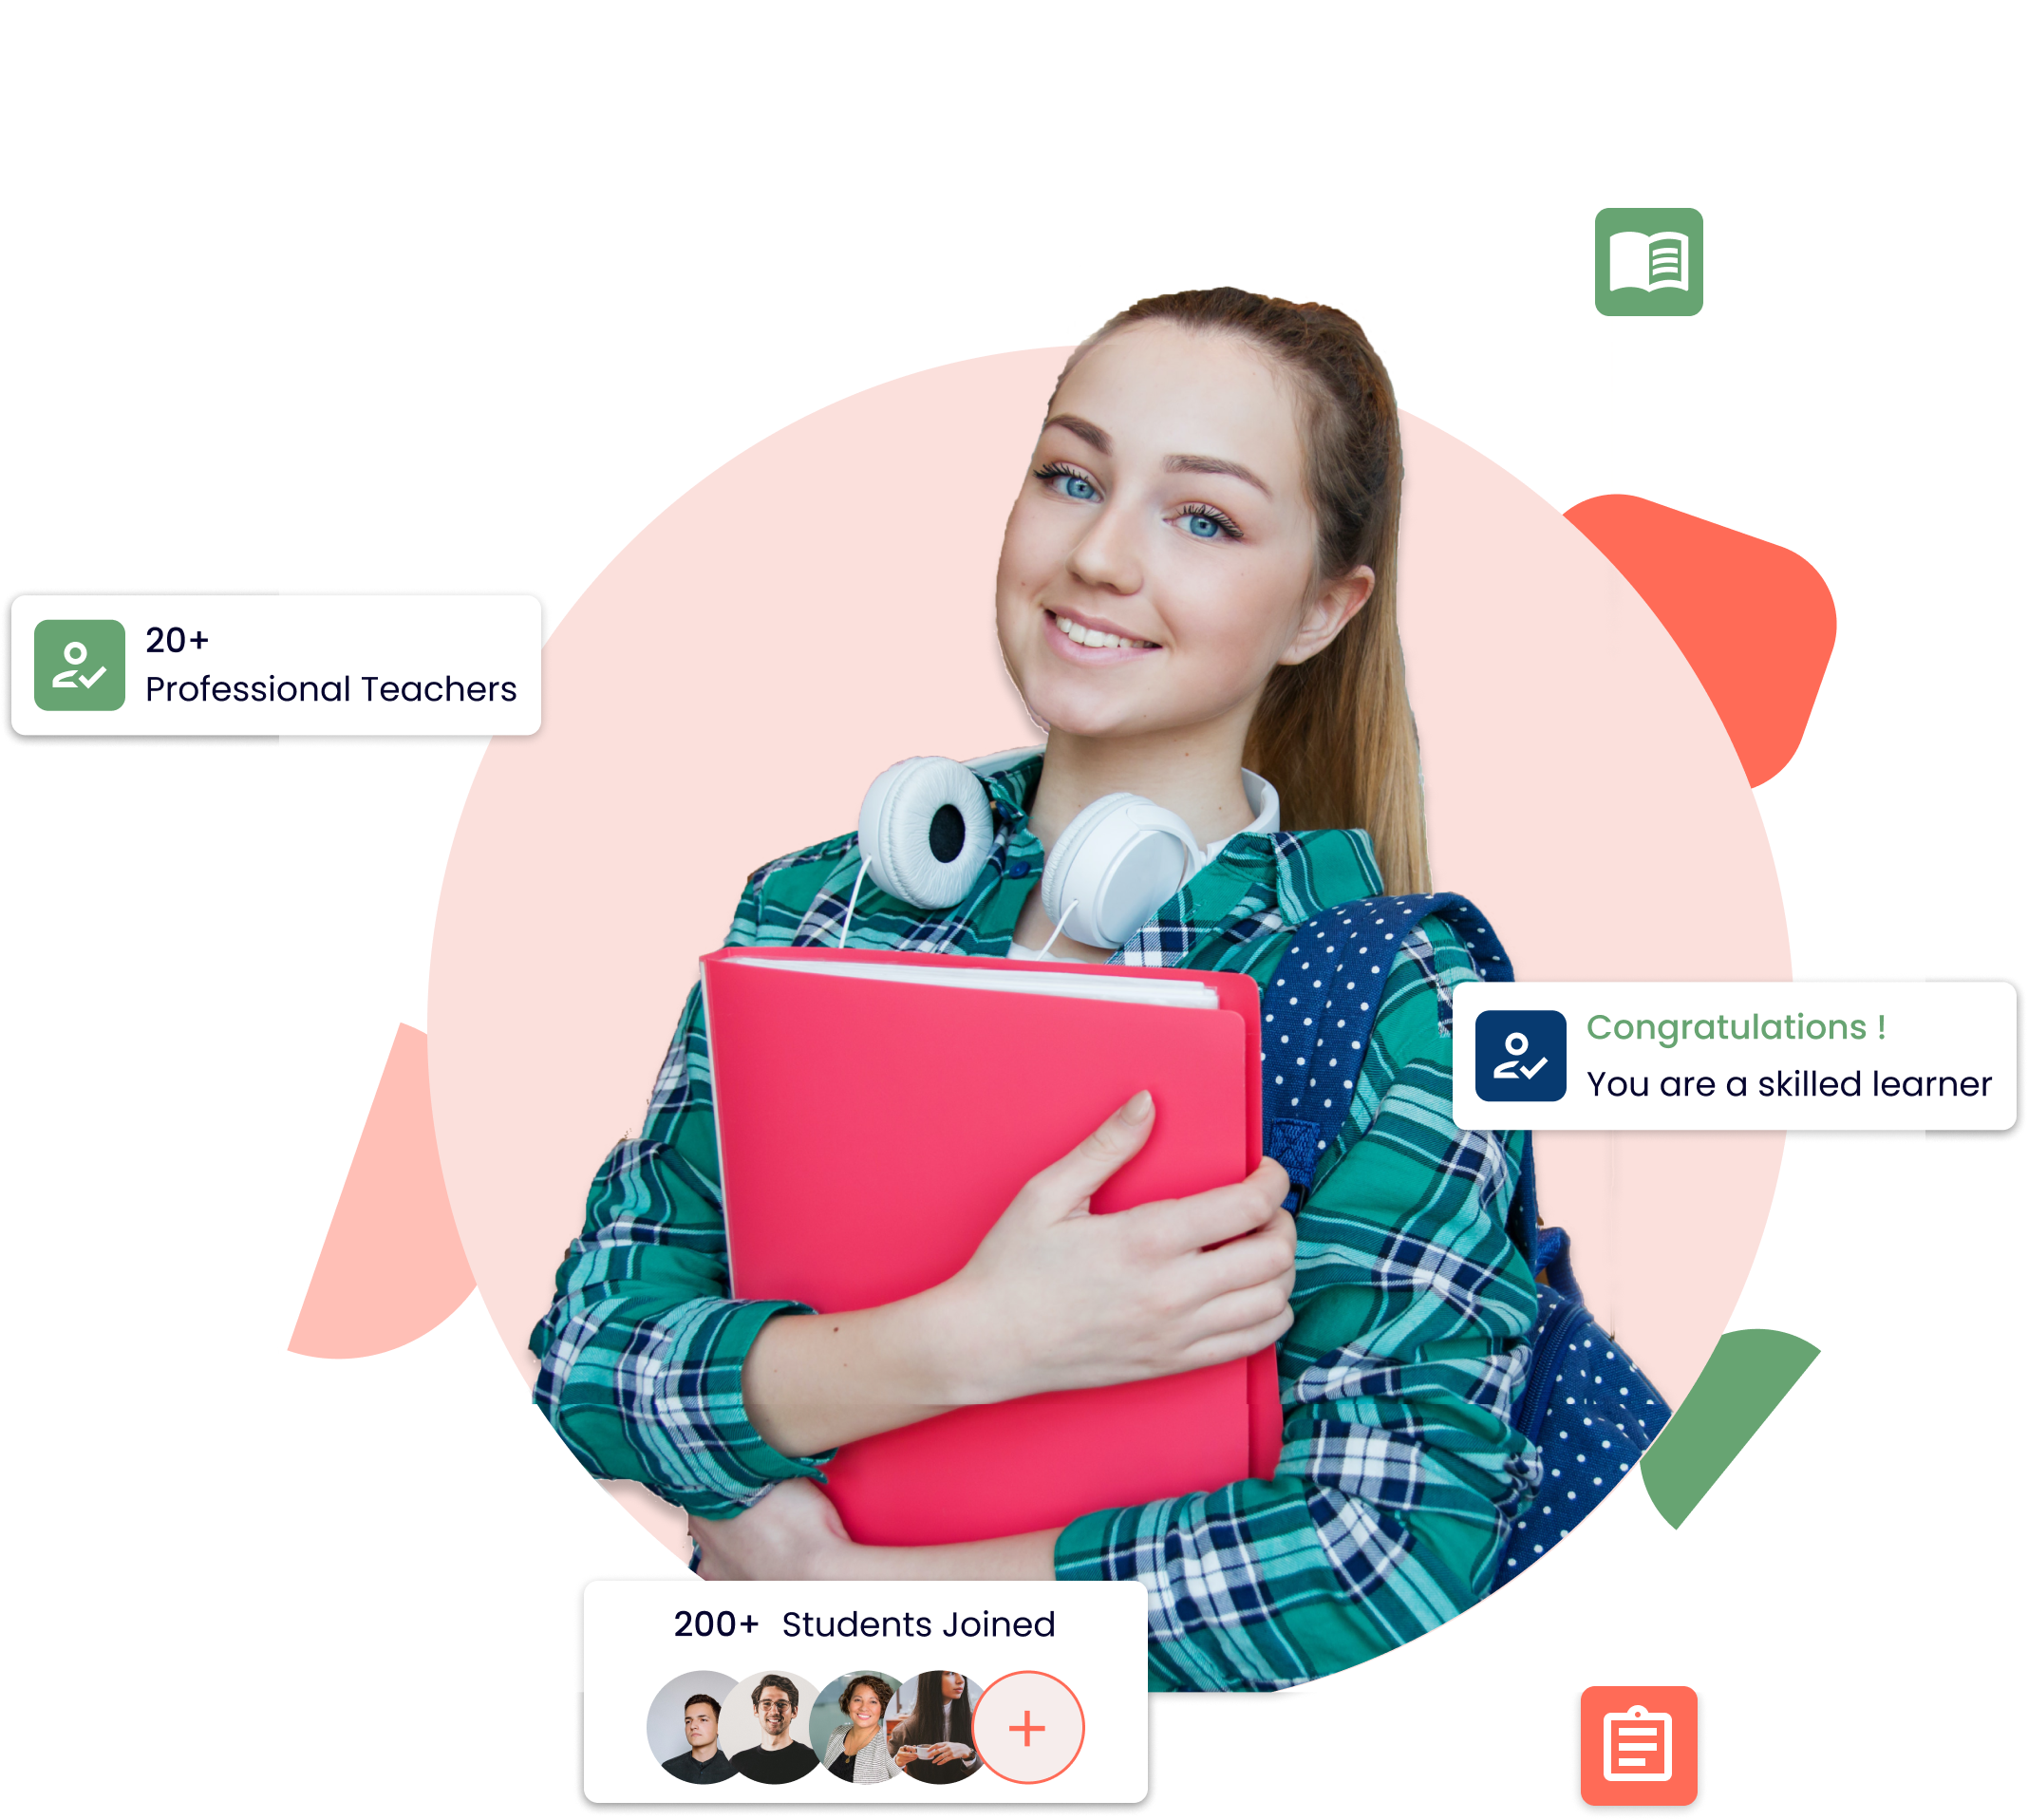 20+
Professional Teachers
Congratulations !
You are a skilled learner
200+ Students Joined